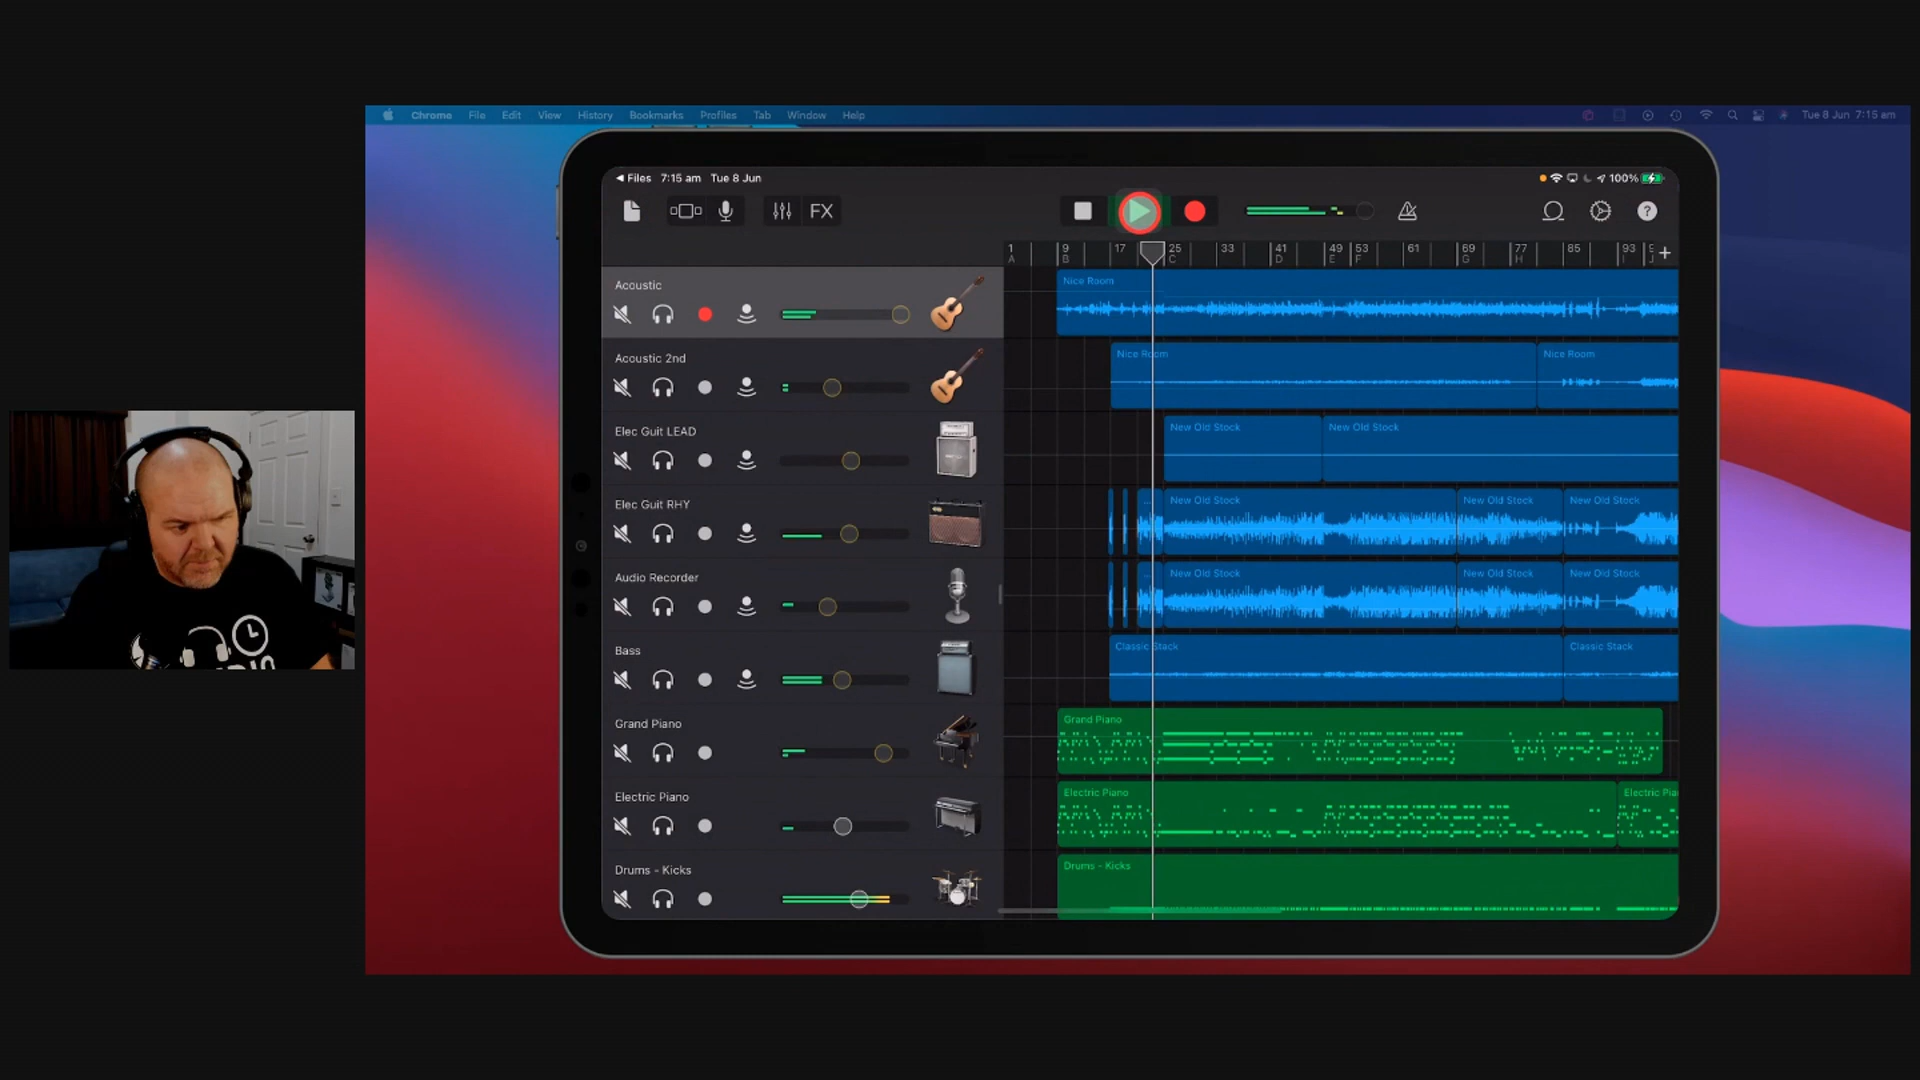 Chrome File Edit View History Bookmarks Profiles Tab Window Help Tue 8 Jun 7:15 am
Files 7:15 am Tue 8 Jun 100%
FX ?
1 9 17 25 33 41 49 53 61 69 77 85 93
A B C D E F G H I J
Acoustic
Nice Room
Acoustic 2nd
Nice Room Nice Room
Elec Guit LEAD
New Old Stock New Old Stock
Elec Guit RHY
New Old Stock New Old Stock New Old Stock
Audio Recorder
New Old Stock New Old Stock New Old Stock
Bass
Classic Stack Classic Stack
Grand Piano
Grand Piano
Electric Piano
Electric Piano Electric Pia
Drums - Kicks
Drums - Kicks